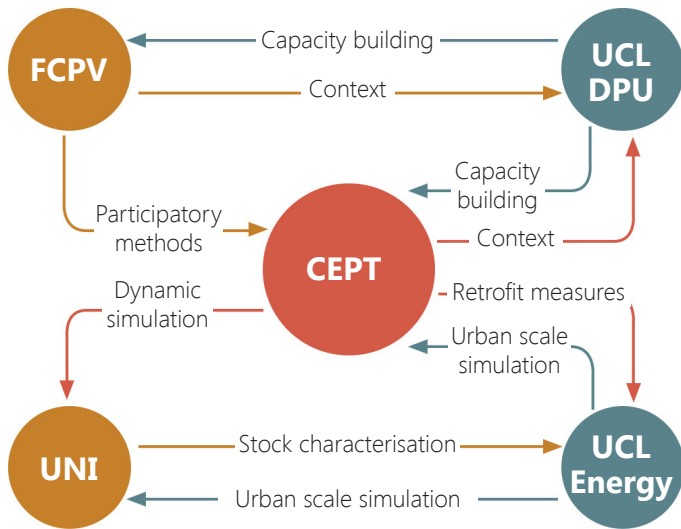 Capacity building
FCPV
UCL
DPU
Context
Capacity
building
Participatory
methods
Context
CEPT
Dynamic
simulation
Retrofit measures
Urban scale
simulation
Stock characterisation
UNI
UCL
Energy
Urban scale simulation